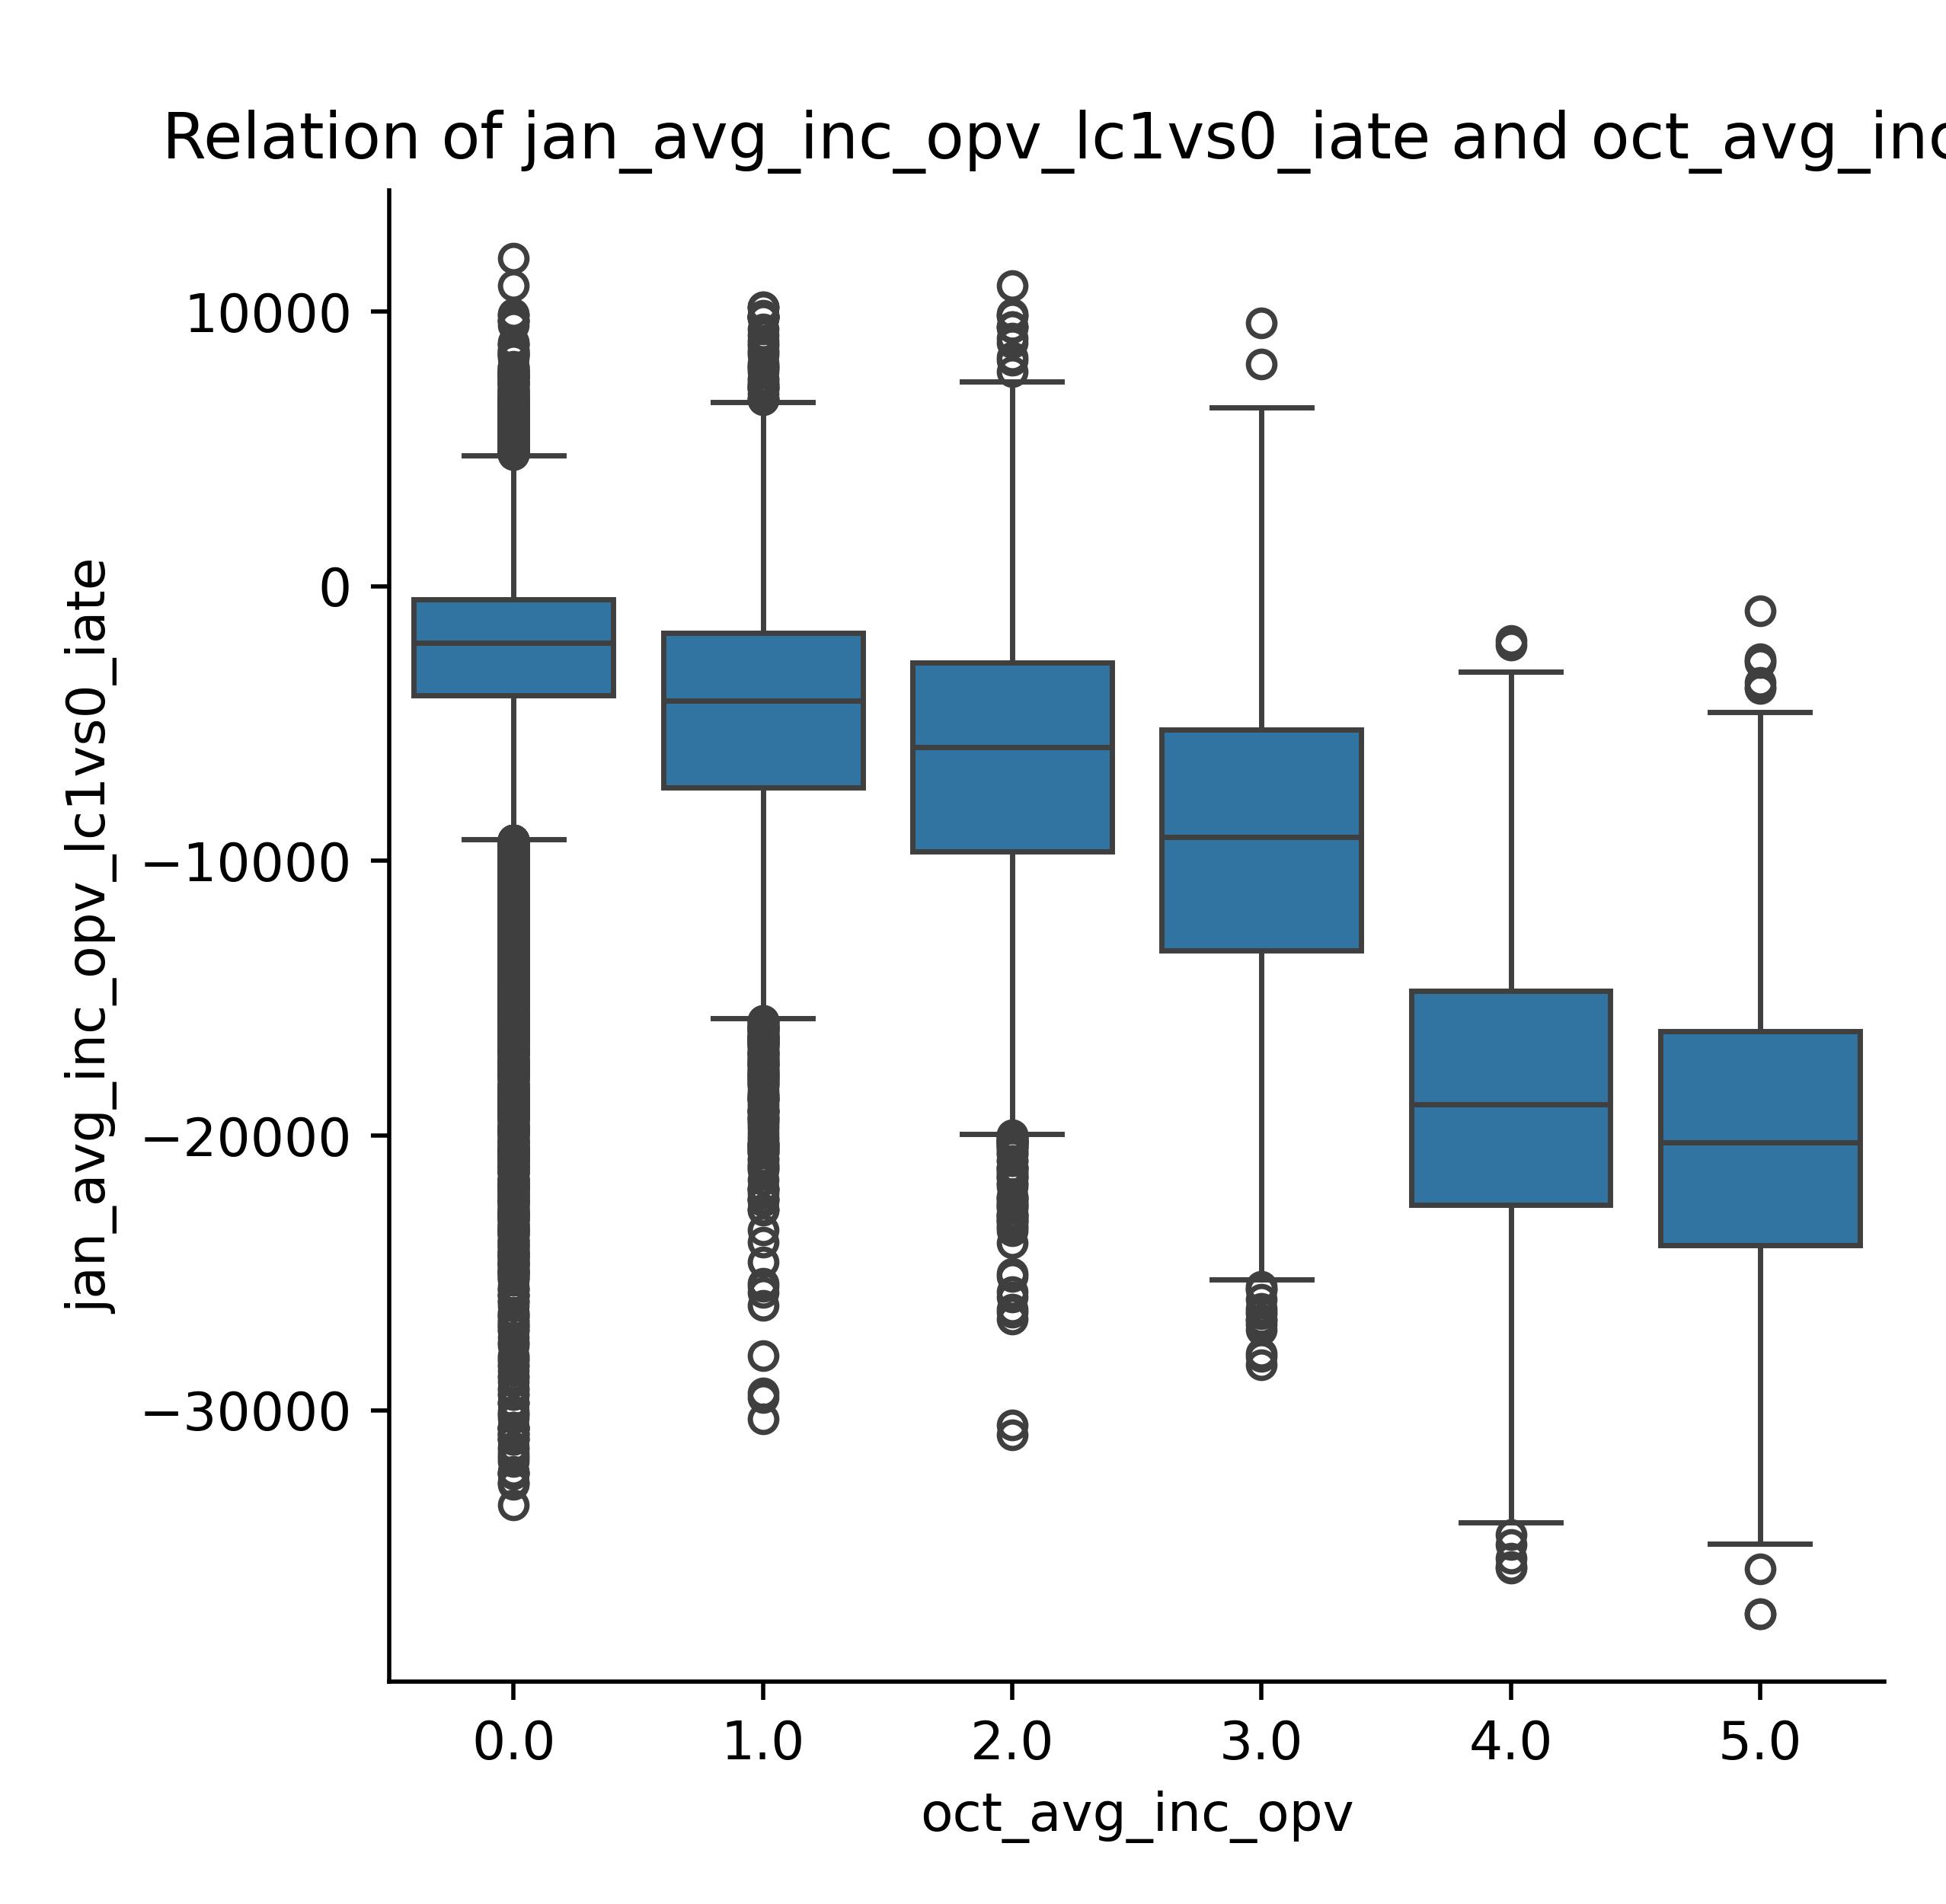 Relation of jan_avg_inc_opv_lc1vs0_iate and oct_avg_inc
10000
0
−10000
−20000
−30000
jan_avg_inc_opv_lc1vs0_iate
0.0 1.0 2.0 3.0 4.0 5.0
oct_avg_inc_opv